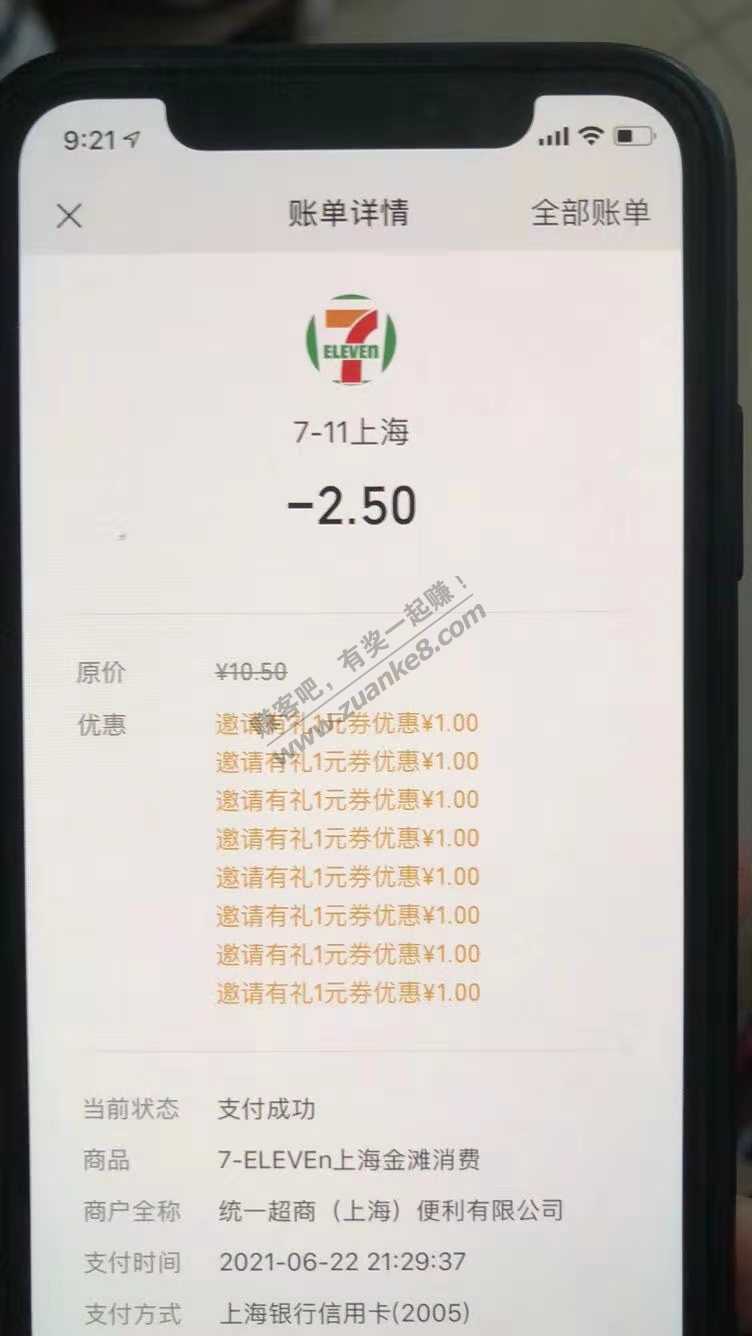 9:21
账单详情 全部账单
7
ELEVEn
7-11上海
-2.50
原价 ¥10.50
优惠 邀请有礼1元券优惠¥1.00
邀请有礼1元券优惠¥1.00
邀请有礼1元券优惠¥1.00
邀请有礼1元券优惠¥1.00
邀请有礼1元券优惠¥1.00
邀请有礼1元券优惠¥1.00
邀请有礼1元券优惠¥1.00
邀请有礼1元券优惠¥1.00
赚客吧，有奖一起赚！
www.zuanke8.com
当前状态 支付成功
商品 7-ELEVEn上海金滩消费
商户全称 统一超商（上海）便利有限公司
支付时间 2021-06-22 21:29:37
支付方式 上海银行信用卡(2005)